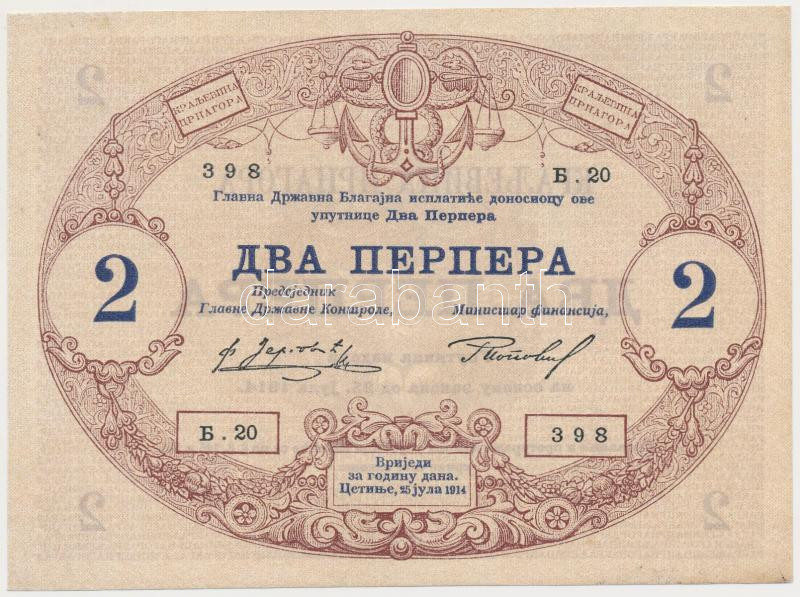 КРАЉЕВИНА
ЦРНАГОРА
КРАЉЕВИНА
ЦРНАГОРА
398
Б.20
Главна Државна Благајна исплатиће доносиоцу ове
упутнице Два Перпера
2
ДВА ПЕРПЕРА
2
Предсједник
Главне Државне Контроле,
Министар финансија,
darabanth
Б.20
398
Вриједи
за годину дана.
Цетиње, 25 јула 1914